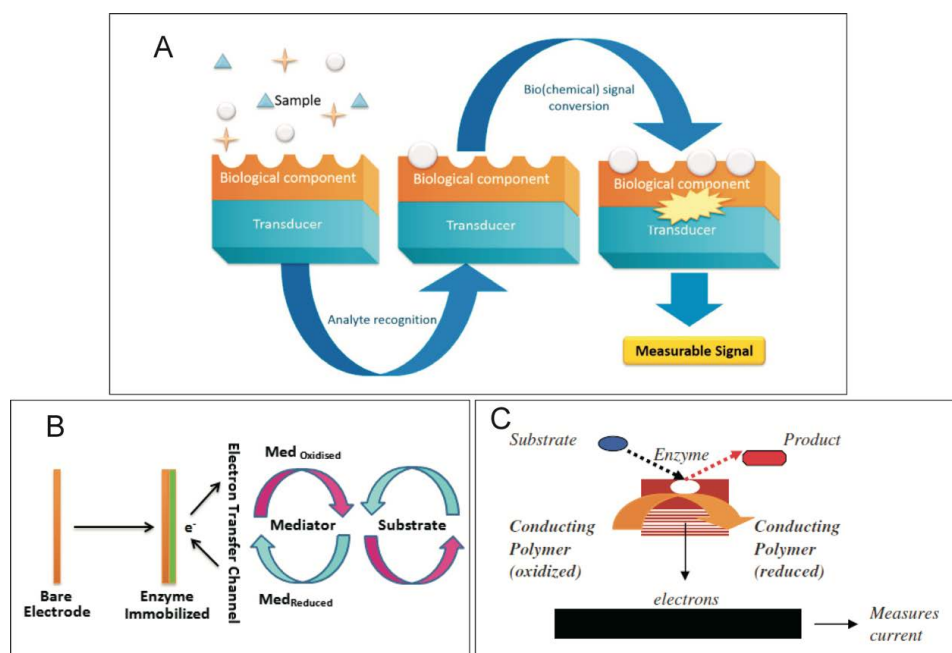 A
Sample
Bio(chemical) signal
conversion
Biological component
Biological component
Biological component
Transducer
Transducer
Transducer
Analyte recognition
Measurable Signal
B
Bare
Electrode
e-
Enzyme
Immobilized
Electron Transfer Channel
Med Oxidised
Mediator
Substrate
Med Reduced
C
Substrate
Enzyme
Product
Conducting
Polymer
(oxidized)
Conducting
Polymer
(reduced)
electrons
Measures
current